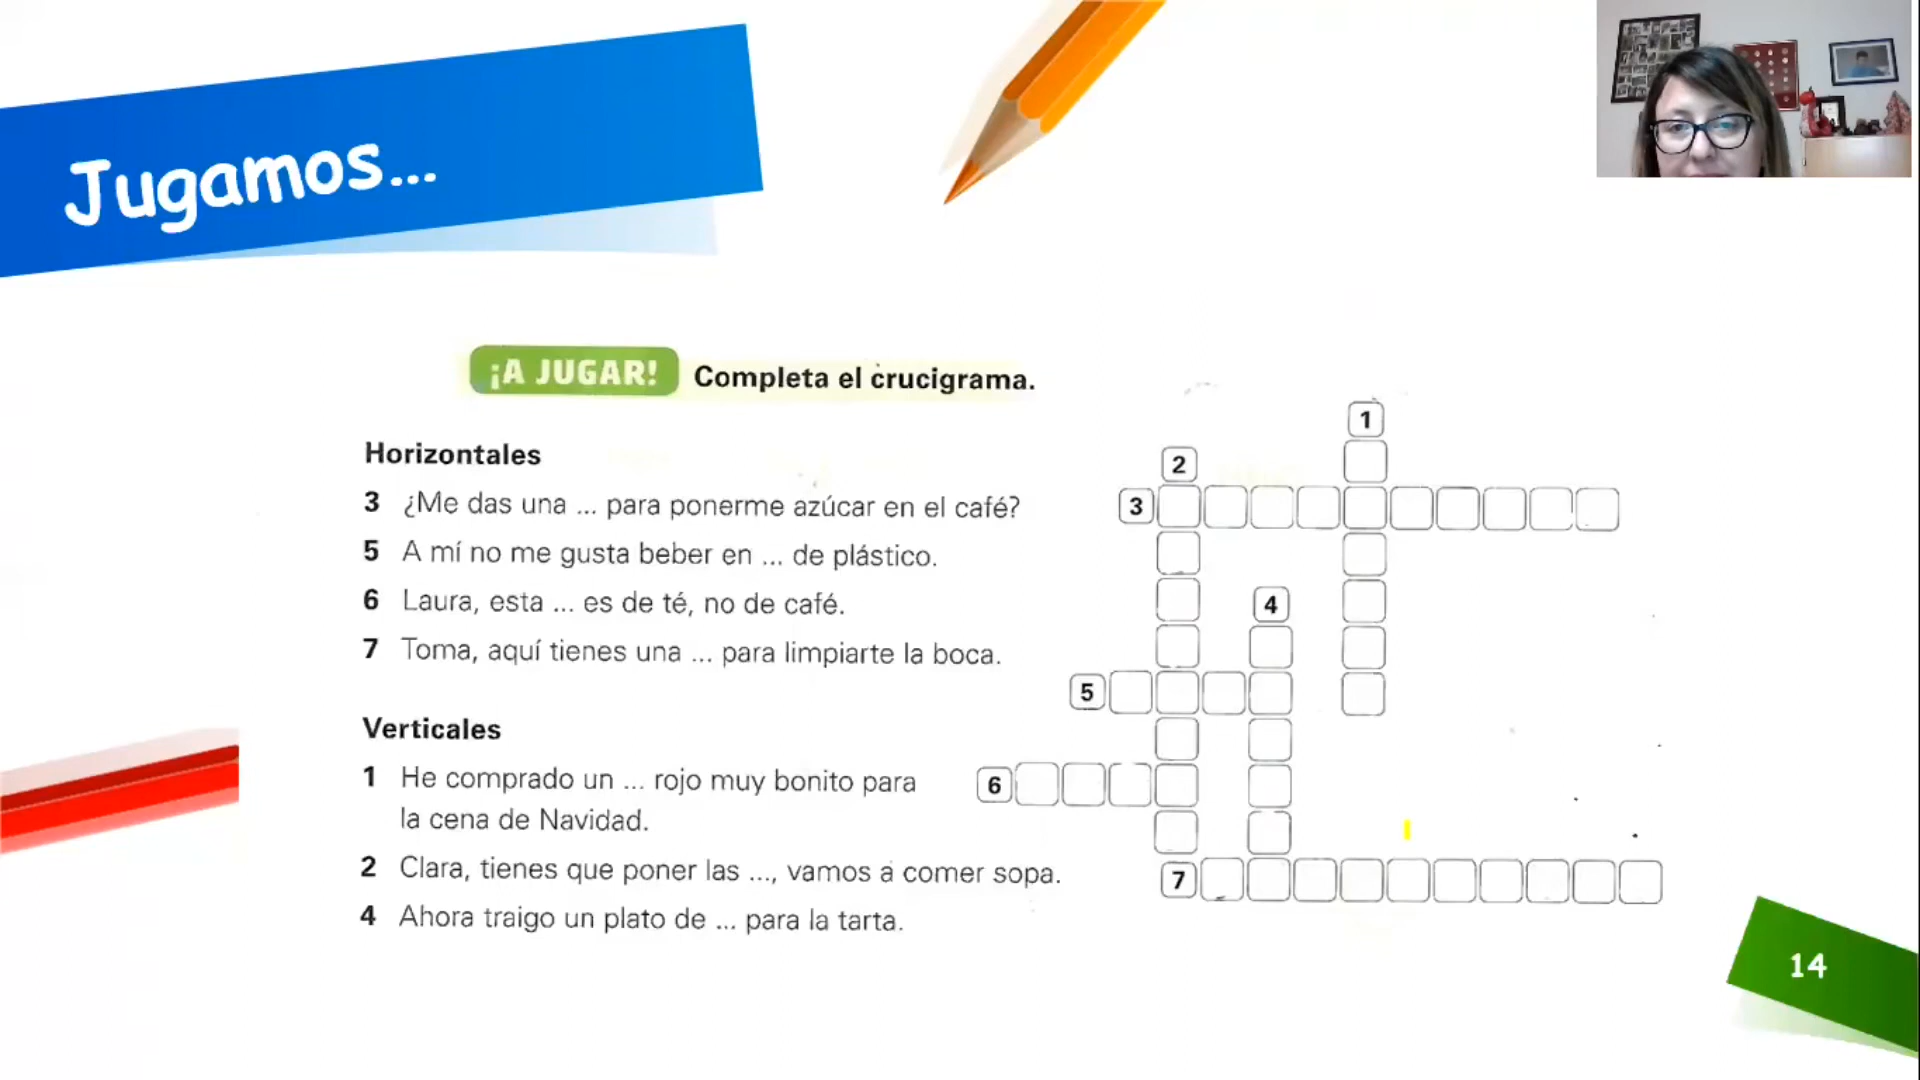 Jugamos...
¡A JUGAR! Completa el crucigrama.
Horizontales
3 ¿Me das una ... para ponerme azúcar en el café?
5 A mí no me gusta beber en ... de plástico.
6 Laura, esta ... es de té, no de café.
7 Toma, aquí tienes una ... para limpiarte la boca.
Verticales
1 He comprado un ... rojo muy bonito para
la cena de Navidad.
2 Clara, tienes que poner las ..., vamos a comer sopa.
4 Ahora traigo un plato de ... para la tarta.
1
2
3
4
5
6
7
14